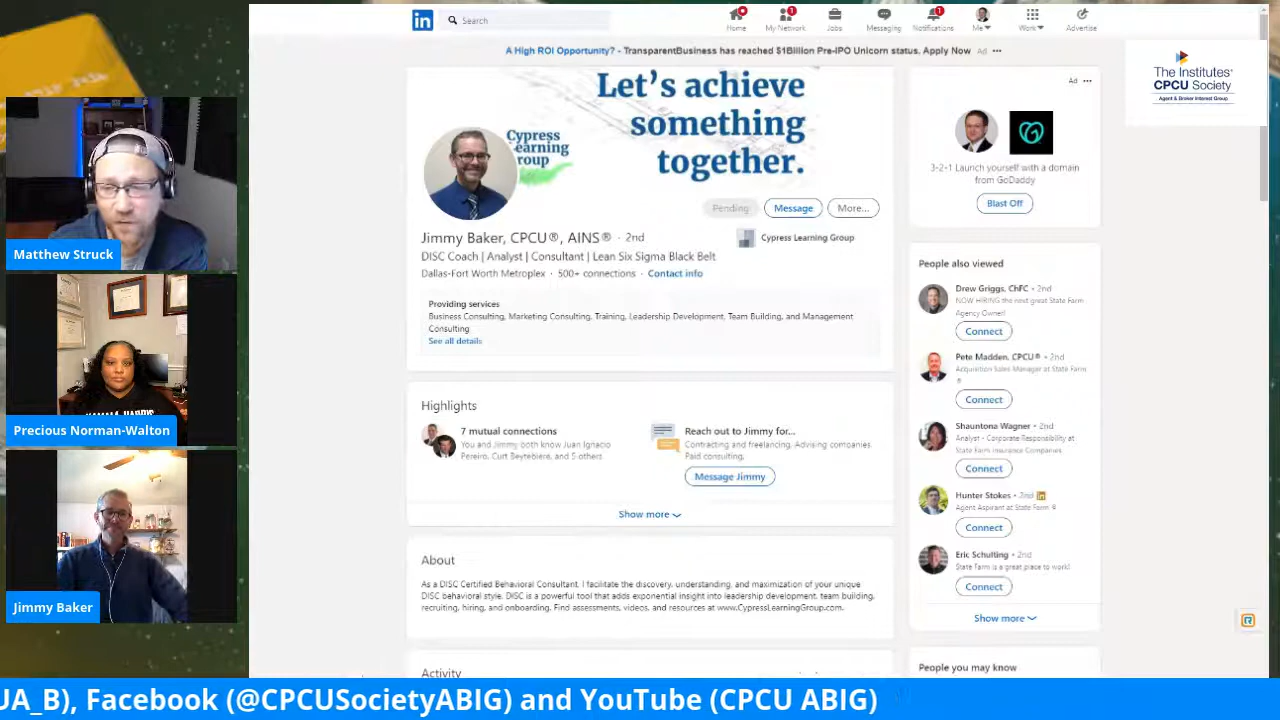 in
Search
Home
My Network
Jobs
Messaging
Notifications
Me
Work
Advertise
1
1
A High ROI Opportunity? - TransparentBusiness has reached $1Billion Pre-IPO Unicorn status. Apply Now Ad
The Institutes
CPCU Society
Agent & Broker Interest Group
Let's achieve
something
together.
Cypress
Learning
Group
Pending
Message
More...
Jimmy Baker, CPCU®, AINS® · 2nd
Cypress Learning Group
DISC Coach | Analyst | Consultant | Lean Six Sigma Black Belt
Dallas-Fort Worth Metroplex · 500+ connections · Contact info
Providing services
Business Consulting, Marketing Consulting, Training, Leadership Development, Team Building, and Management
Consulting
See all details
Highlights
7 mutual connections
You and Jimmy both know Juan Ignacio
Pereiro, Curt Beytebiere, and 5 others
Reach out to Jimmy for...
Contracting and freelancing, Advising companies,
Paid consulting,
Message Jimmy
Show more
About
As a DISC Certified Behavioral Consultant, I facilitate the discovery, understanding, and maximization of your unique
DISC behavioral style. DISC is a powerful tool that adds exponential insight into leadership development, team building,
recruiting, hiring, and onboarding. Find assessments, videos, and resources at www.CypressLearningGroup.com.
Activity
Ad
3-2-1 Launch yourself with a domain
from GoDaddy
Blast Off
People also viewed
Drew Griggs, ChFC · 2nd
NOW HIRING the next great State Farm
Agency Owner!
Connect
Pete Madden, CPCU® · 2nd
Acquisition Sales Manager at State Farm
®
Connect
Shauntona Wagner · 2nd
Analyst - Corporate Responsibility at
State Farm Insurance Companies
Connect
Hunter Stokes · 2nd in
Agent Aspirant at State Farm ®
Connect
Eric Schulting · 2nd
State Farm is a great place to work!
Connect
Show more
People you may know
Matthew Struck
Precious Norman-Walton
Jimmy Baker
UA_B), Facebook (@CPCUSocietyABIG) and YouTube (CPCU ABIG)